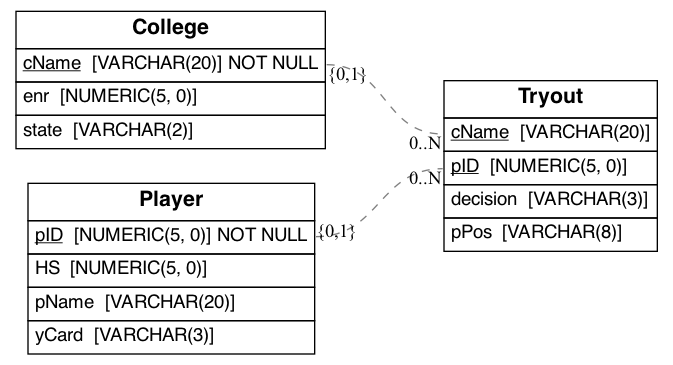 College
cName [VARCHAR(20)] NOT NULL
enr [NUMERIC(5, 0)]
state [VARCHAR(2)]
{0,1}
Tryout
cName [VARCHAR(20)]
pID [NUMERIC(5, 0)]
decision [VARCHAR(3)]
pPos [VARCHAR(8)]
0..N
0..N
Player
pID [NUMERIC(5, 0)] NOT NULL
HS [NUMERIC(5, 0)]
pName [VARCHAR(20)]
yCard [VARCHAR(3)]
{0,1}